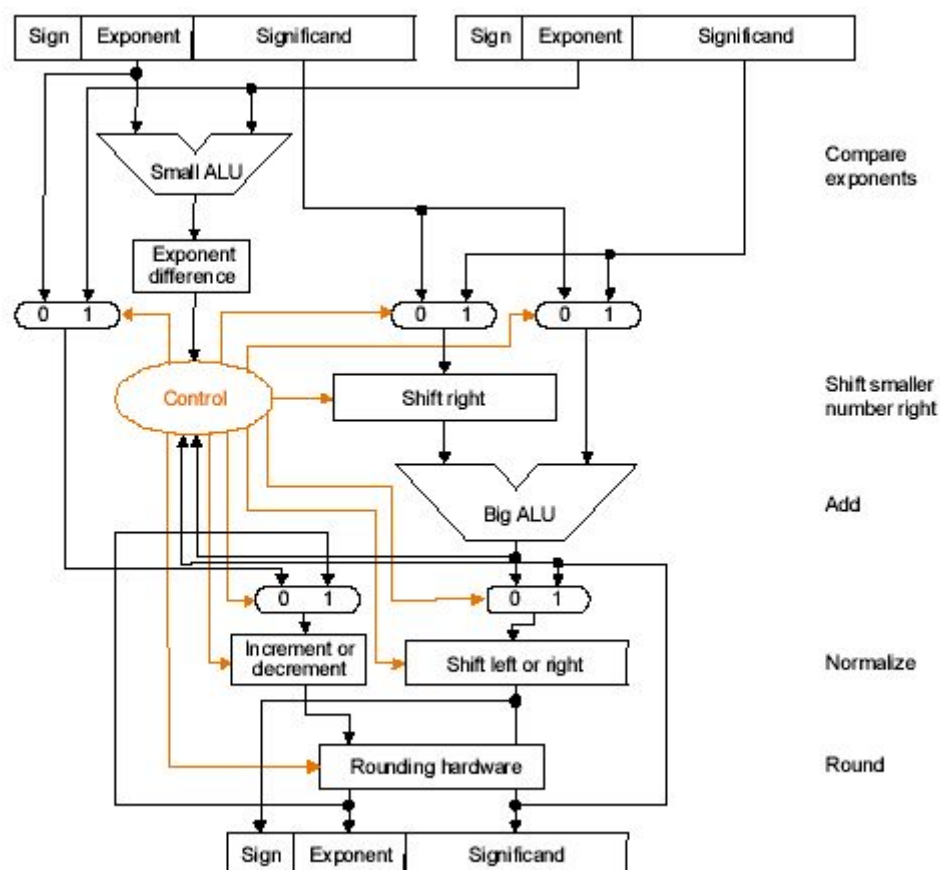 Sign Exponent Significand Sign Exponent Significand
Small ALU
Compare
exponents
Exponent
difference
0 1 0 1 0 1
Control
Shift right
Shift smaller
number right
Big ALU
Add
0 1 0 1
Increment or
decrement
Shift left or right
Normalize
Rounding hardware
Round
Sign Exponent Significand